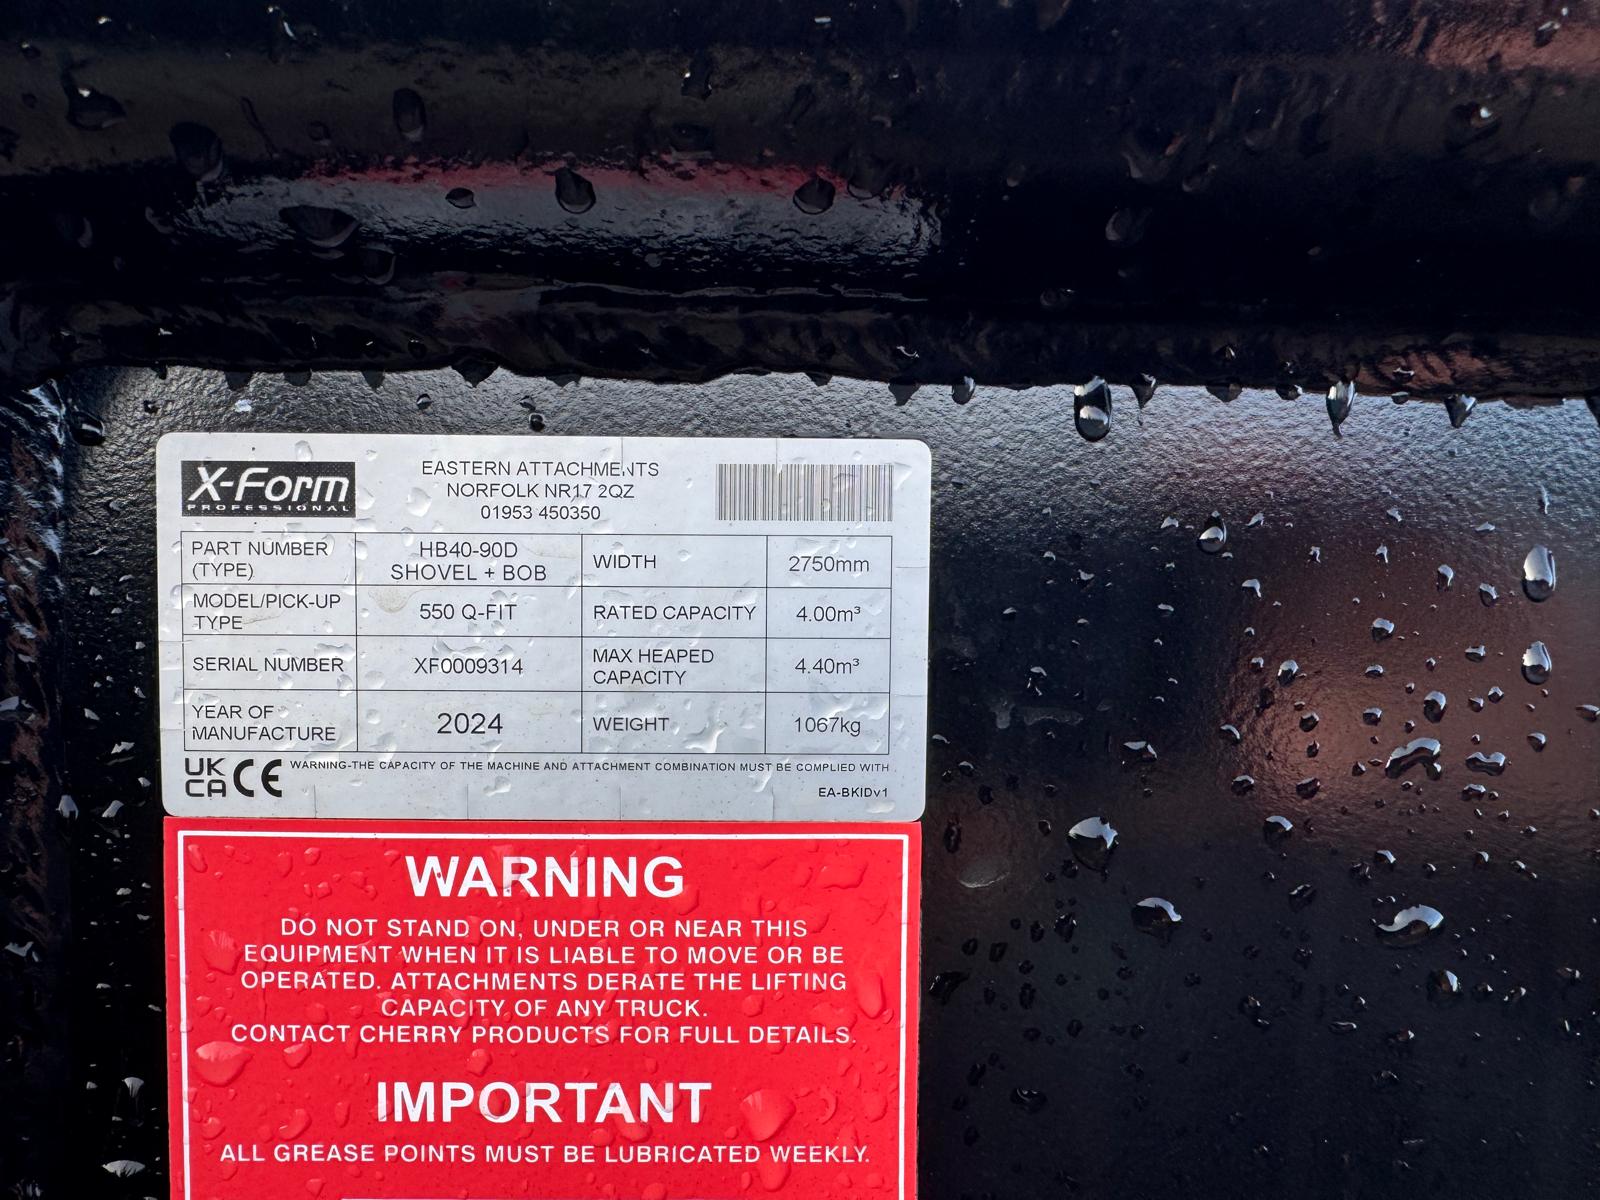 X-Form
PROFESSIONAL
EASTERN ATTACHMENTS
NORFOLK NR17 2QZ
01953 450350
PART NUMBER
(TYPE)
HB40-90D
SHOVEL + BOB
WIDTH
2750mm
MODEL/PICK-UP
TYPE
550 Q-FIT
RATED CAPACITY
4.00m³
SERIAL NUMBER
XF0009314
MAX HEAPED
CAPACITY
4.40m³
YEAR OF
MANUFACTURE
2024
WEIGHT
1067kg
UK
CA
CE
WARNING-THE CAPACITY OF THE MACHINE AND ATTACHMENT COMBINATION MUST BE COMPLIED WITH .
EA-BKIDv1
WARNING
DO NOT STAND ON, UNDER OR NEAR THIS
EQUIPMENT WHEN IT IS LIABLE TO MOVE OR BE
OPERATED. ATTACHMENTS DERATE THE LIFTING
CAPACITY OF ANY TRUCK.
CONTACT CHERRY PRODUCTS FOR FULL DETAILS.
IMPORTANT
ALL GREASE POINTS MUST BE LUBRICATED WEEKLY.